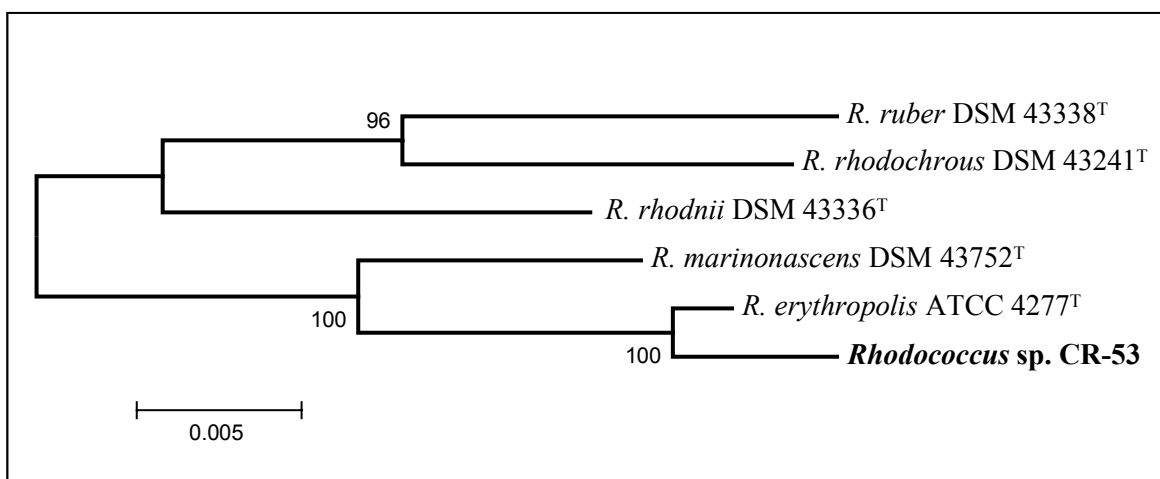 96
R. ruber DSM 43338ᵀ
R. rhodochrous DSM 43241ᵀ
R. rhodnii DSM 43336ᵀ
R. marinonascens DSM 43752ᵀ
100
R. erythropolis ATCC 4277ᵀ
100
Rhodococcus sp. CR-53
0.005